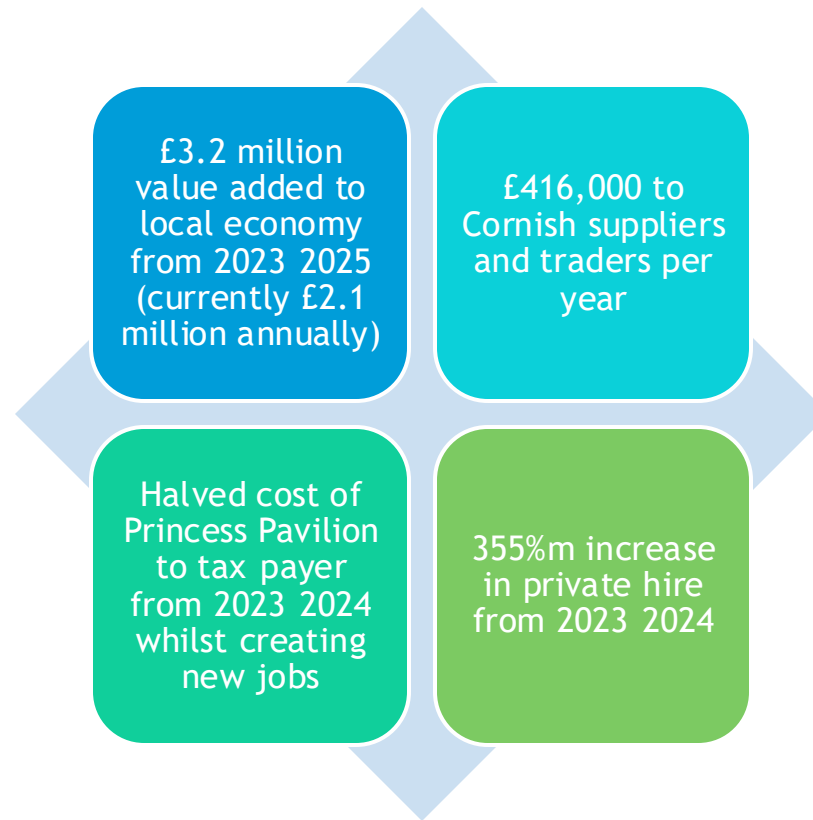 £3.2 million
value added to
local economy
from 2023 2025
(currently £2.1
million annually)
£416,000 to
Cornish suppliers
and traders per
year
Halved cost of
Princess Pavilion
to tax payer
from 2023 2024
whilst creating
new jobs
355%m increase
in private hire
from 2023 2024